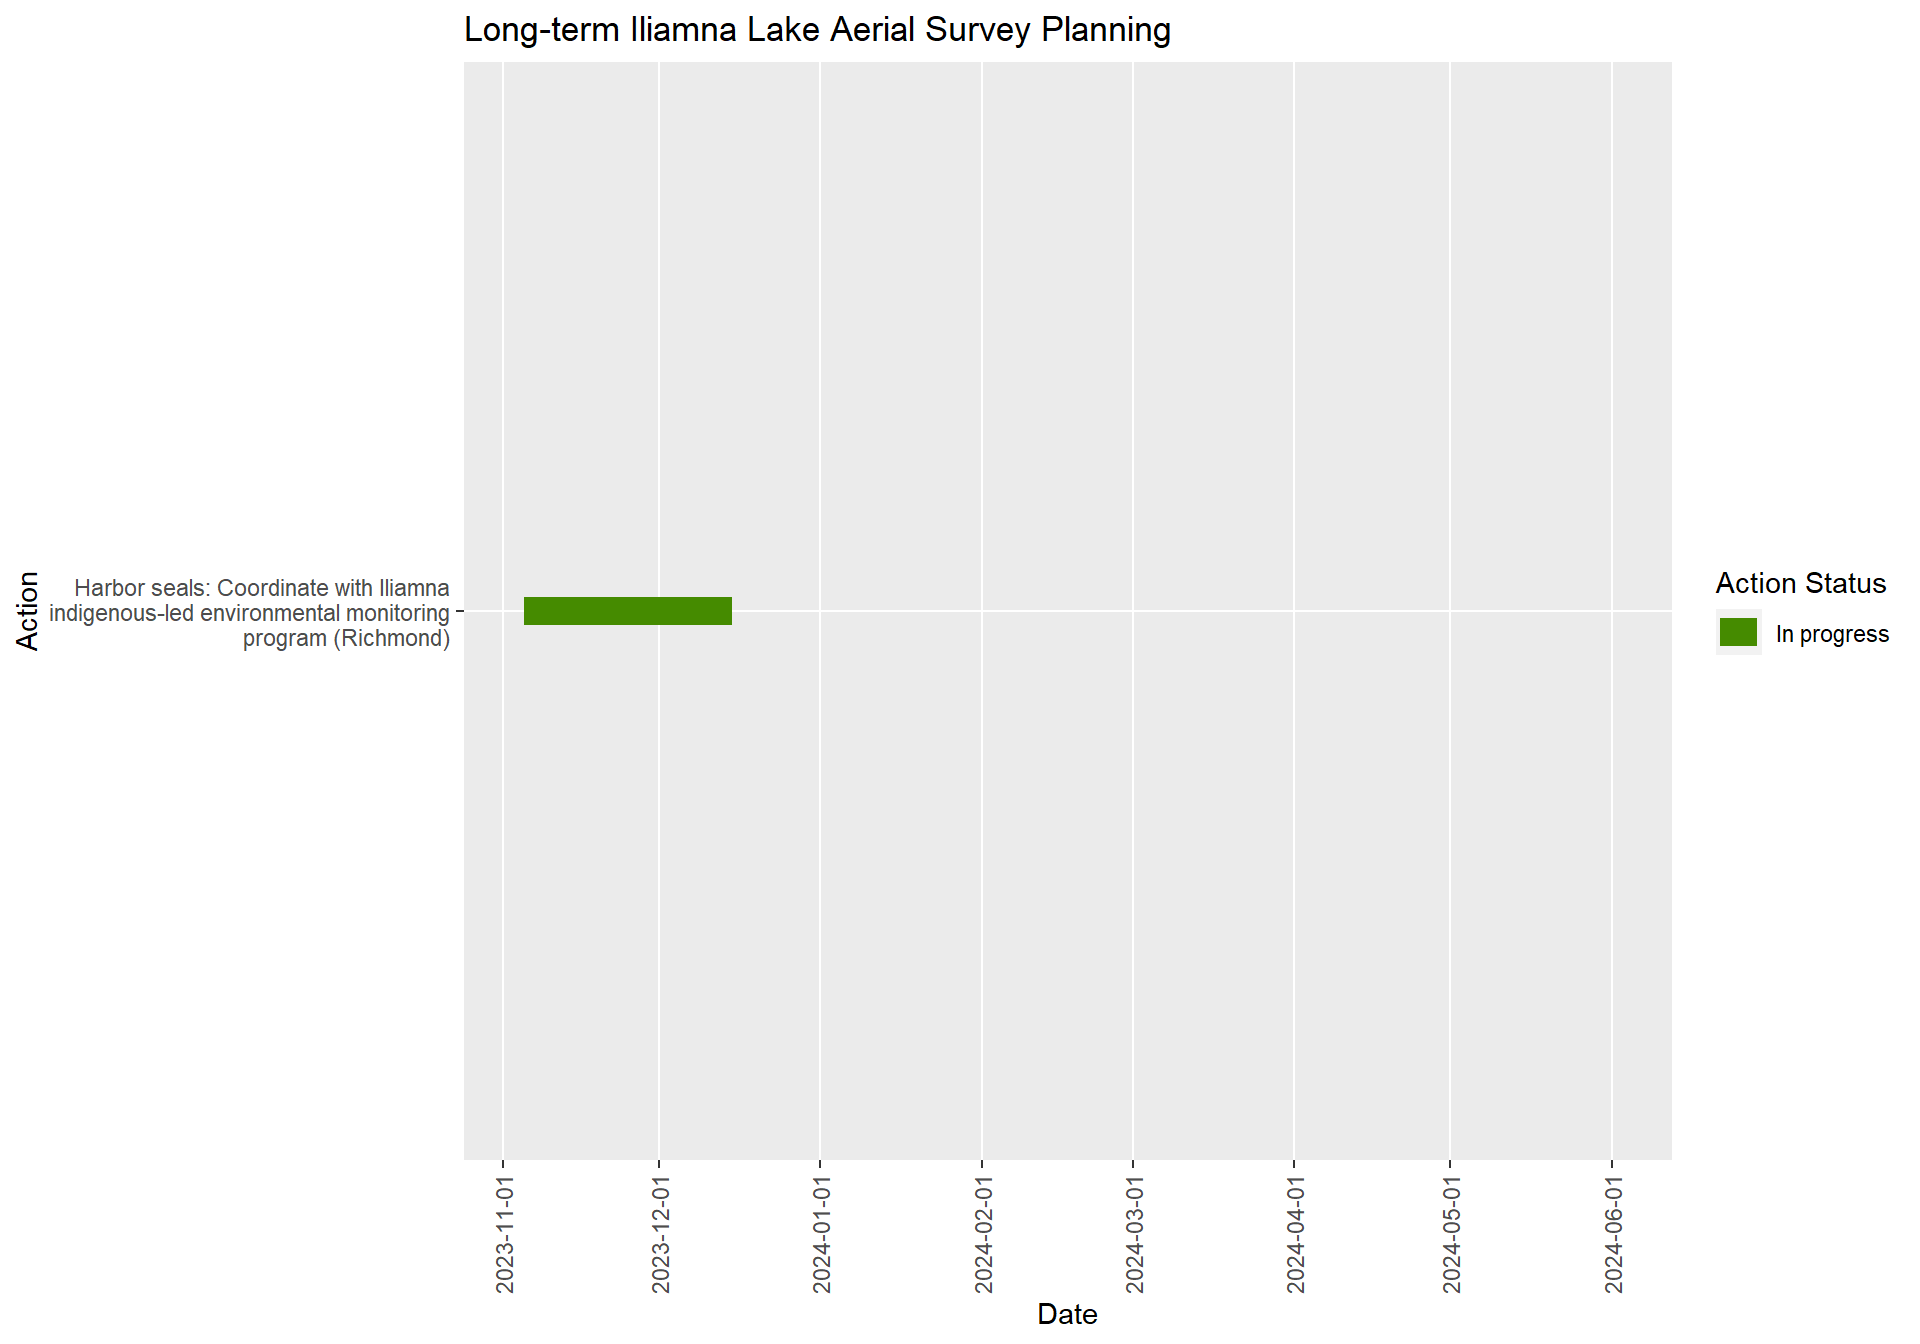 Long-term Iliamna Lake Aerial Survey Planning
Action
Harbor seals: Coordinate with Iliamna
indigenous-led environmental monitoring
program (Richmond)
Action Status
In progress
2023-11-01
2023-12-01
2024-01-01
2024-02-01
2024-03-01
2024-04-01
2024-05-01
2024-06-01
Date